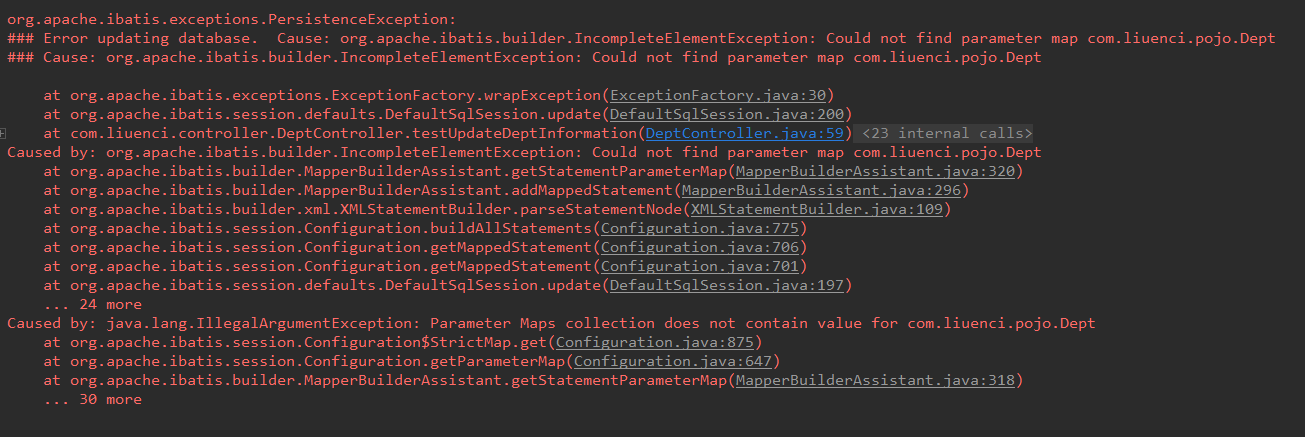 org.apache.ibatis.exceptions.PersistenceException:
### Error updating database.  Cause: org.apache.ibatis.builder.IncompleteElementException: Could not find parameter map com.liuenci.pojo.Dept
### Cause: org.apache.ibatis.builder.IncompleteElementException: Could not find parameter map com.liuenci.pojo.Dept
at org.apache.ibatis.exceptions.ExceptionFactory.wrapException(ExceptionFactory.java:30)
at org.apache.ibatis.session.defaults.DefaultSqlSession.update(DefaultSqlSession.java:200)
at com.liuenci.controller.DeptController.testUpdateDeptInformation(DeptController.java:59) <23 internal calls>
Caused by: org.apache.ibatis.builder.IncompleteElementException: Could not find parameter map com.liuenci.pojo.Dept
at org.apache.ibatis.builder.MapperBuilderAssistant.getStatementParameterMap(MapperBuilderAssistant.java:320)
at org.apache.ibatis.builder.MapperBuilderAssistant.addMappedStatement(MapperBuilderAssistant.java:296)
at org.apache.ibatis.builder.xml.XMLStatementBuilder.parseStatementNode(XMLStatementBuilder.java:109)
at org.apache.ibatis.session.Configuration.buildAllStatements(Configuration.java:775)
at org.apache.ibatis.session.Configuration.getMappedStatement(Configuration.java:706)
at org.apache.ibatis.session.Configuration.getMappedStatement(Configuration.java:701)
at org.apache.ibatis.session.defaults.DefaultSqlSession.update(DefaultSqlSession.java:197)
... 24 more
Caused by: java.lang.IllegalArgumentException: Parameter Maps collection does not contain value for com.liuenci.pojo.Dept
at org.apache.ibatis.session.Configuration$StrictMap.get(Configuration.java:875)
at org.apache.ibatis.session.Configuration.getParameterMap(Configuration.java:647)
at org.apache.ibatis.builder.MapperBuilderAssistant.getStatementParameterMap(MapperBuilderAssistant.java:318)
... 30 more